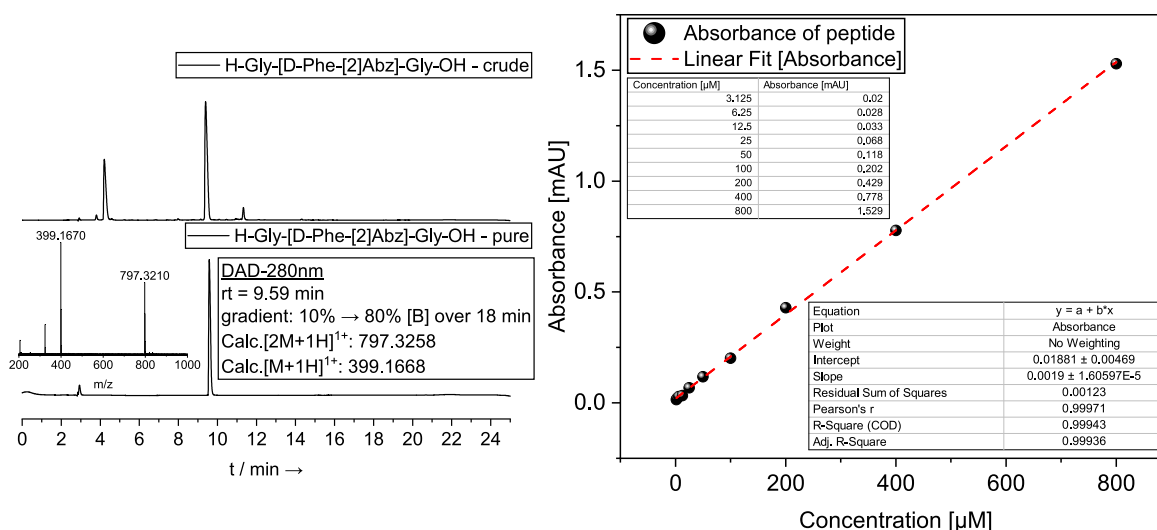 H-Gly-[D-Phe-[2]Abz]-Gly-OH - crude
H-Gly-[D-Phe-[2]Abz]-Gly-OH - pure
399.1670
797.3210
200 400 600 800 1000
m/z
DAD-280nm
rt = 9.59 min
gradient: 10% → 80% [B] over 18 min
Calc.[2M+1H]¹⁺: 797.3258
Calc.[M+1H]¹⁺: 399.1668
0 2 4 6 8 10 12 14 16 18 20 22 24
t / min →
Absorbance of peptide
Linear Fit [Absorbance]
Concentration [µM] Absorbance [mAU]
3.125 0.02
6.25 0.028
12.5 0.033
25 0.068
50 0.118
100 0.202
200 0.429
400 0.778
800 1.529
Absorbance [mAU]
1.5
1.0
0.5
0.0
Equation y = a + b*x
Plot Absorbance
Weight No Weighting
Intercept 0.01881 ± 0.00469
Slope 0.0019 ± 1.60597E-5
Residual Sum of Squares 0.00123
Pearson's r 0.99971
R-Square (COD) 0.99943
Adj. R-Square 0.99936
0 200 400 600 800
Concentration [µM]